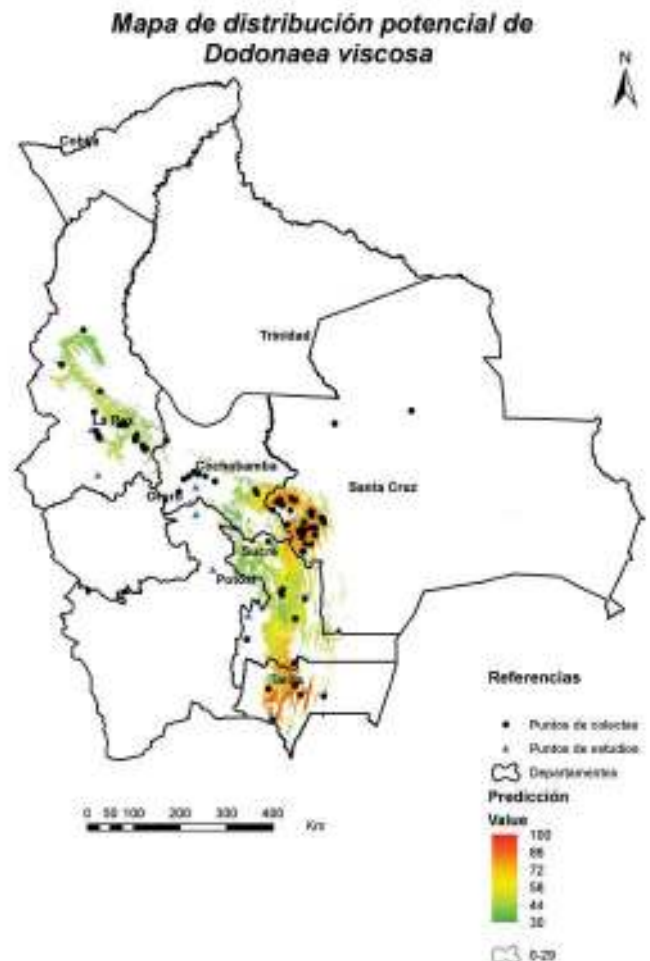 Mapa de distribución potencial de
Dodonaea viscosa
N
Cobija
Trinidad
La Paz
Cochabamba
Oruro
Santa Cruz
Sucre
Potosí
Tarija
Referencias
Puntos de colectas
Puntos de estudios
Departamentos
Predicción
Value
100
86
72
58
44
30
0-29
0 50 100 200 300 400
Km